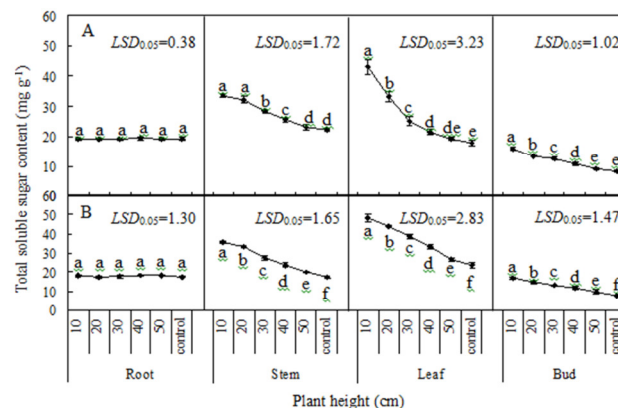 Total soluble sugar content (mg g⁻¹)
60
50
40
30
20
10
A
LSD0.05=0.38
LSD0.05=1.72
LSD0.05=3.23
LSD0.05=1.02
a a a a a a
a a b c d d
a b c d de e
a b c d e e
60
50
40
30
20
10
0
B
LSD0.05=1.30
LSD0.05=1.65
LSD0.05=2.83
LSD0.05=1.47
a a a a a a
a b c d e f
a b c d e f
a b c d e f
10 20 30 40 50 control
10 20 30 40 50 control
10 20 30 40 50 control
10 20 30 40 50 control
Root Stem Leaf Bud
Plant height (cm)